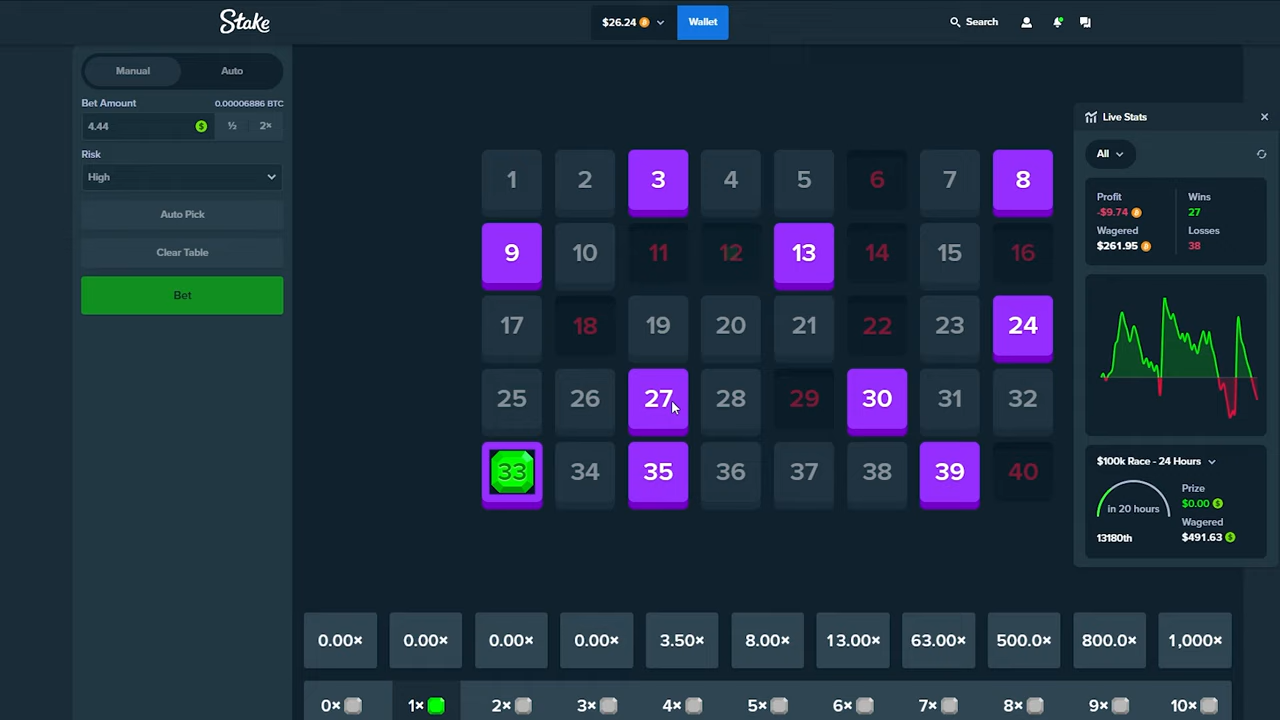 Stake
$26.24
Wallet
Search
Manual
Auto
Bet Amount
0.00006886 BTC
4.44
½
2×
Risk
High
Auto Pick
Clear Table
Bet
1 2 3 4 5 6 7 8
9 10 11 12 13 14 15 16
17 18 19 20 21 22 23 24
25 26 27 28 29 30 31 32
33 34 35 36 37 38 39 40
0.00× 0.00× 0.00× 0.00× 3.50× 8.00× 13.00× 63.00× 500.0× 800.0× 1,000×
0× 1× 2× 3× 4× 5× 6× 7× 8× 9× 10×
Live Stats
All
Profit
-$9.74
Wagered
$261.95
Wins
27
Losses
38
$100k Race - 24 Hours
in 20 hours
13180th
Prize
$0.00
Wagered
$491.63